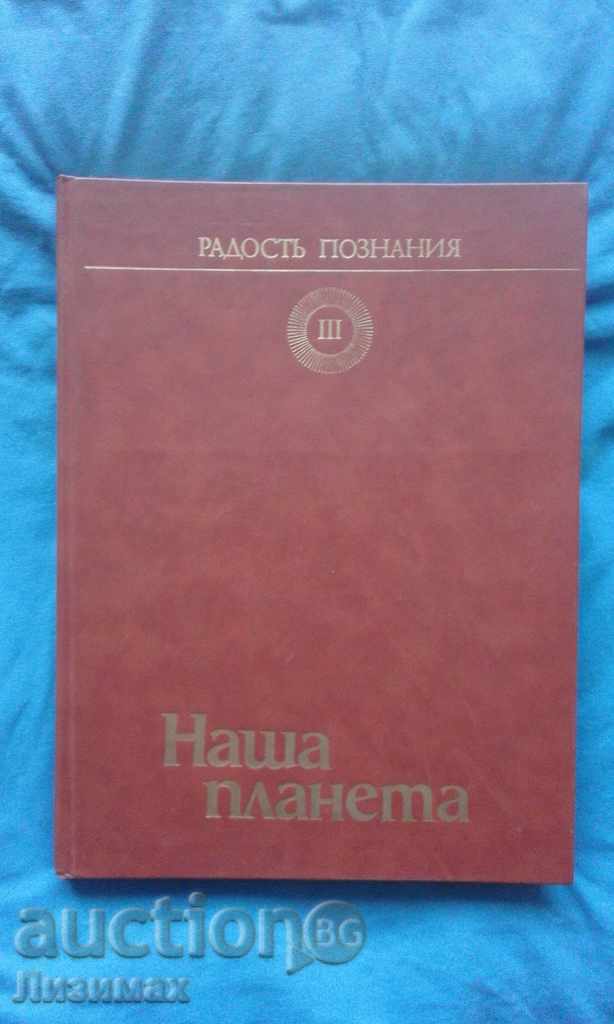 РАДОСТЬ ПОЗНАНИЯ
III
Наша
планета
auction BG
Лизимах